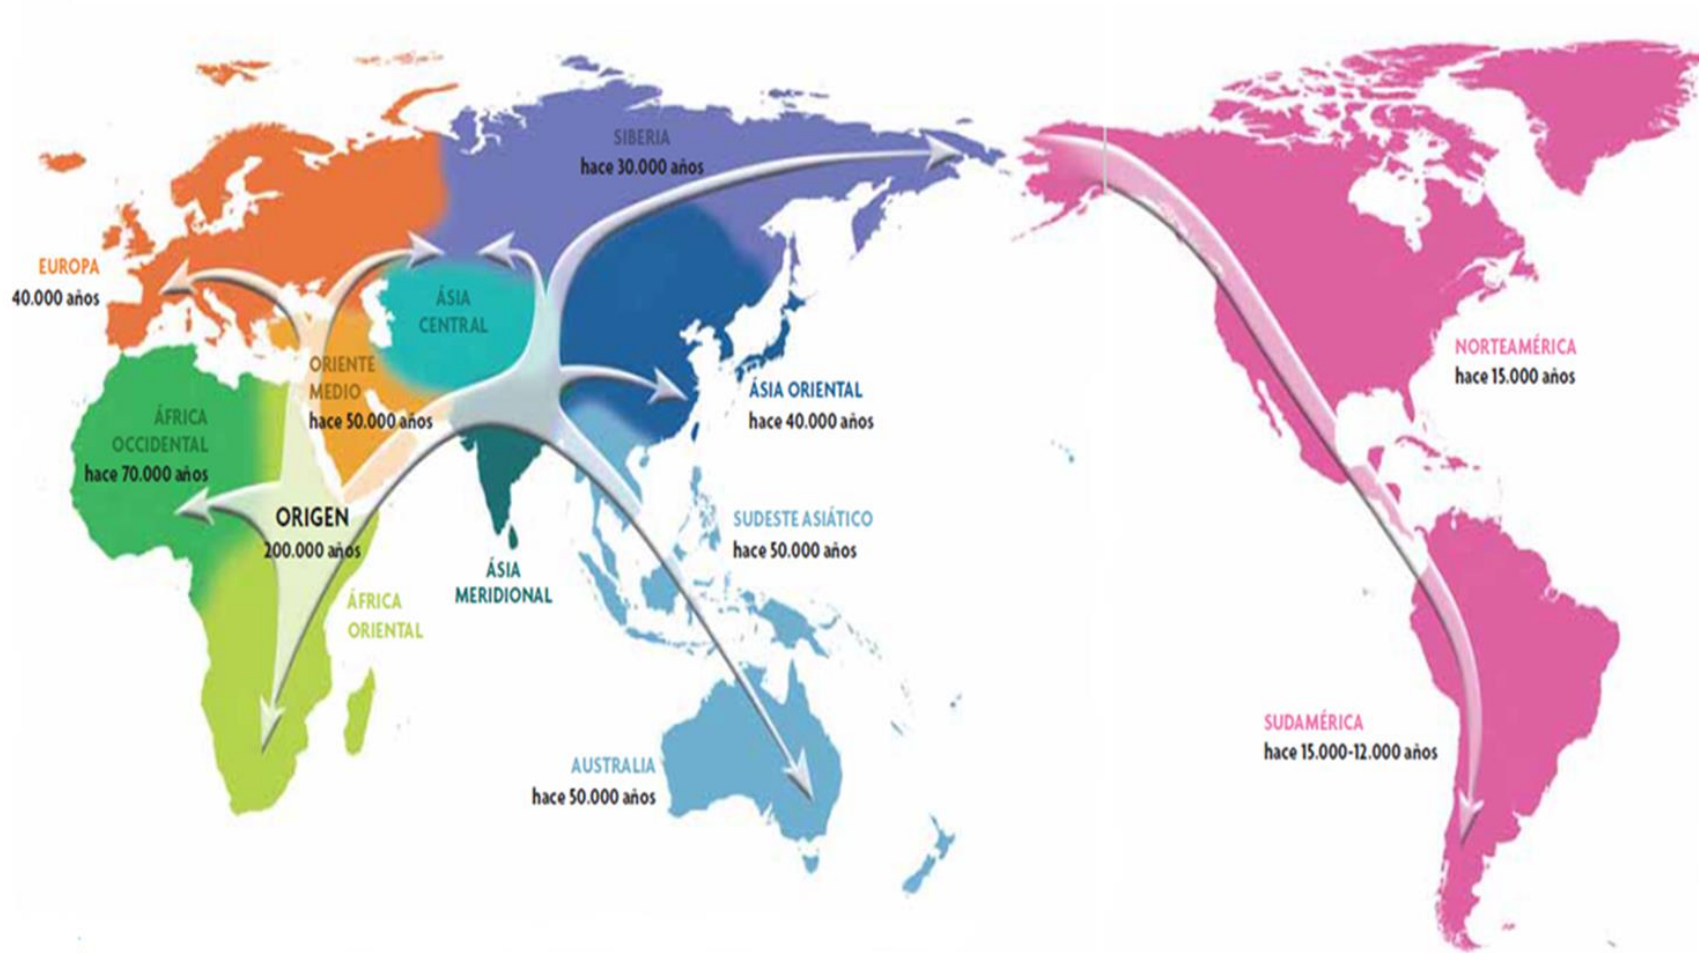 SIBERIA
hace 30.000 años
EUROPA
40.000 años
ÁSIA
CENTRAL
ORIENTE
MEDIO
hace 50.000 años
ÁFRICA
OCCIDENTAL
hace 70.000 años
ÁSIA ORIENTAL
hace 40.000 años
NORTEAMÉRICA
hace 15.000 años
ORIGEN
200.000 años
SUDESTE ASIÁTICO
hace 50.000 años
ÁSIA
MERIDIONAL
ÁFRICA
ORIENTAL
AUSTRALIA
hace 50.000 años
SUDAMÉRICA
hace 15.000-12.000 años